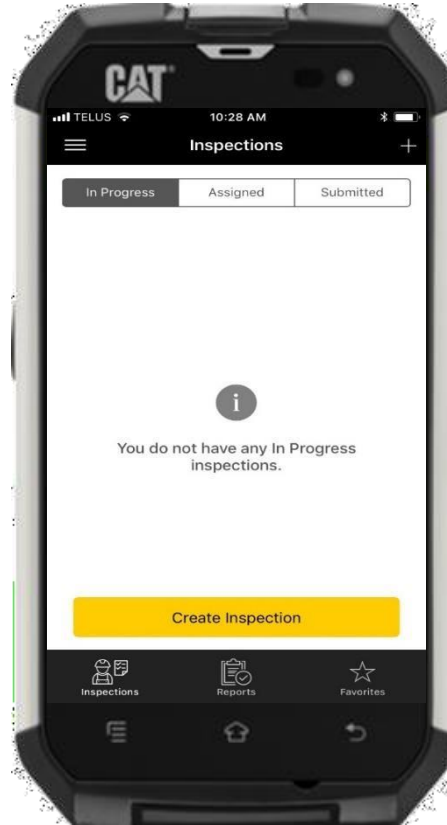 CAT
TELUS 10:28 AM
Inspections
In Progress Assigned Submitted
i
You do not have any In Progress
inspections.
Create Inspection
Inspections Reports Favorites